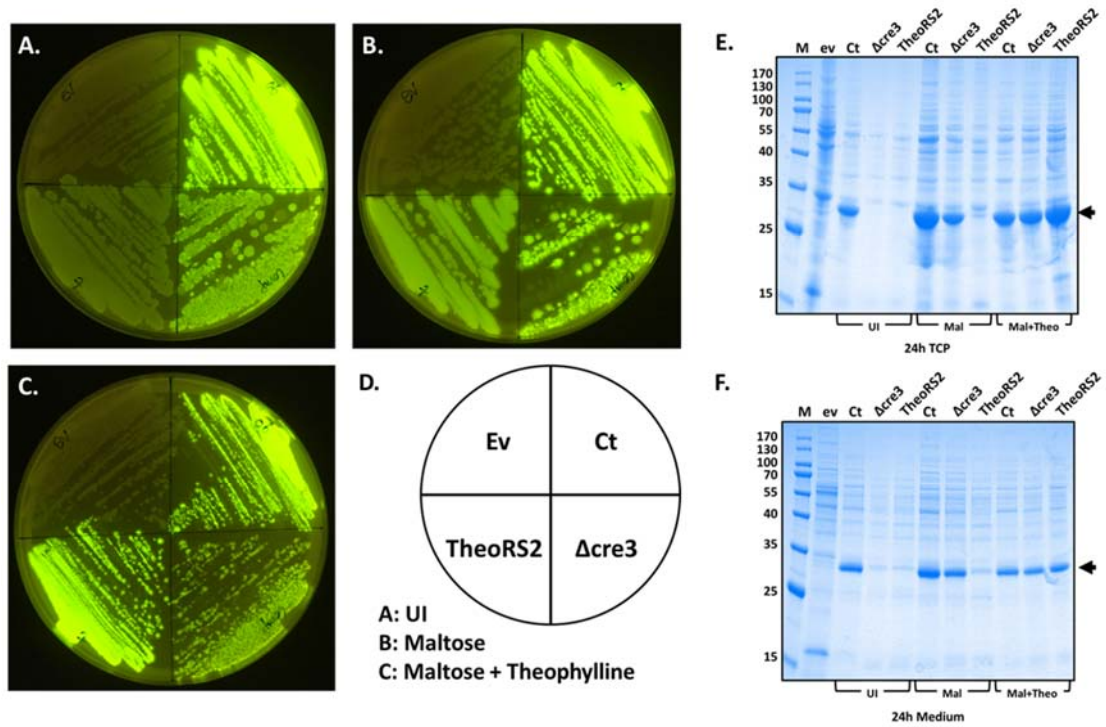 A.
B.
C.
D.
Ev
Ct
TheoRS2
Δcre3
A: UI
B: Maltose
C: Maltose + Theophylline
E.
M
ev
Ct
Δcre3
TheoRS2
Ct
Δcre3
TheoRS2
Ct
Δcre3
TheoRS2
170
130
100
70
55
40
35
25
15
UI
Mal
Mal+Theo
24h TCP
F.
M
ev
Ct
Δcre3
TheoRS2
Ct
Δcre3
TheoRS2
Ct
Δcre3
TheoRS2
170
130
100
70
55
40
35
25
15
UI
Mal
Mal+Theo
24h Medium